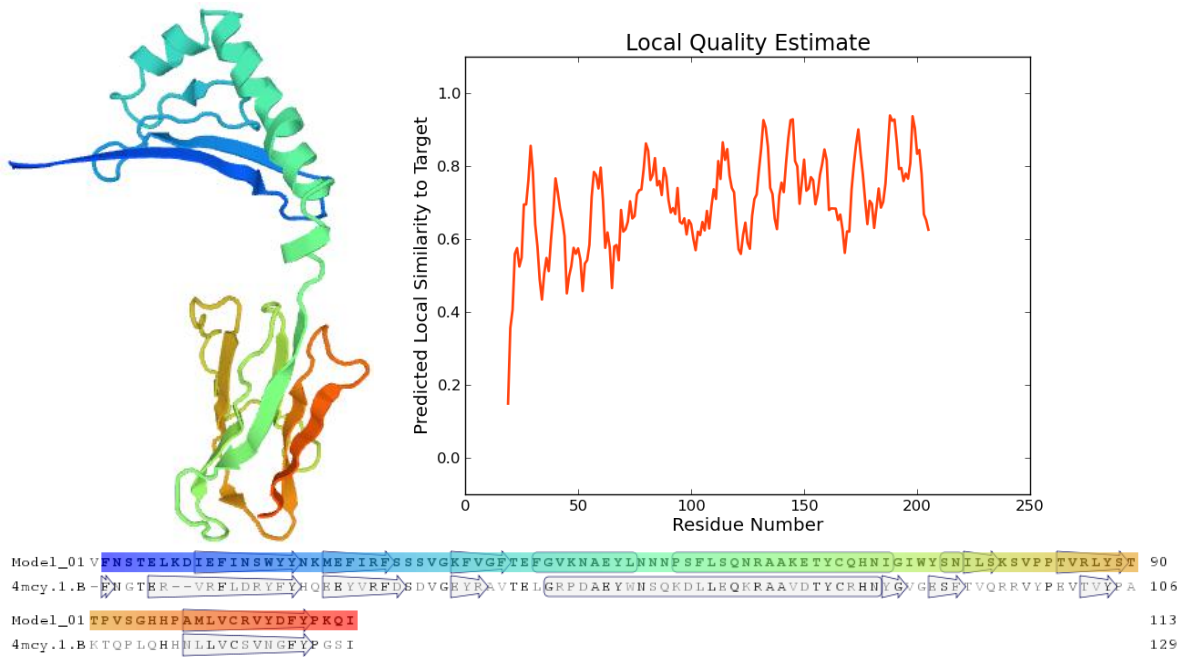 Local Quality Estimate
Predicted Local Similarity to Target
1.0
0.8
0.6
0.4
0.2
0.0
0 50 100 150 200 250
Residue Number
Model_01 VFNSTELKDIEFINSWYYNKMEFIRFSSSVGKFVGFTEFGVKNAEYLNNNPSFLSQNRAAKETYCQHNIGIWYSNILSKSVPPTVRLYST 90
4mcy.1.B -FNGTER--VRFLDRYFYHQEEYVRFDSDVGEYRAVTELGRPDAEYWNSQKDLLEQKRAAVDTYCRHNYGVGESFTVQRRVYPEVTVYPA 106
Model_01 TPVSGHHPAMLVCRVYDFYPKQI 113
4mcy.1.B KTQPLQHHNLLVCSVNGFYPGSI 129